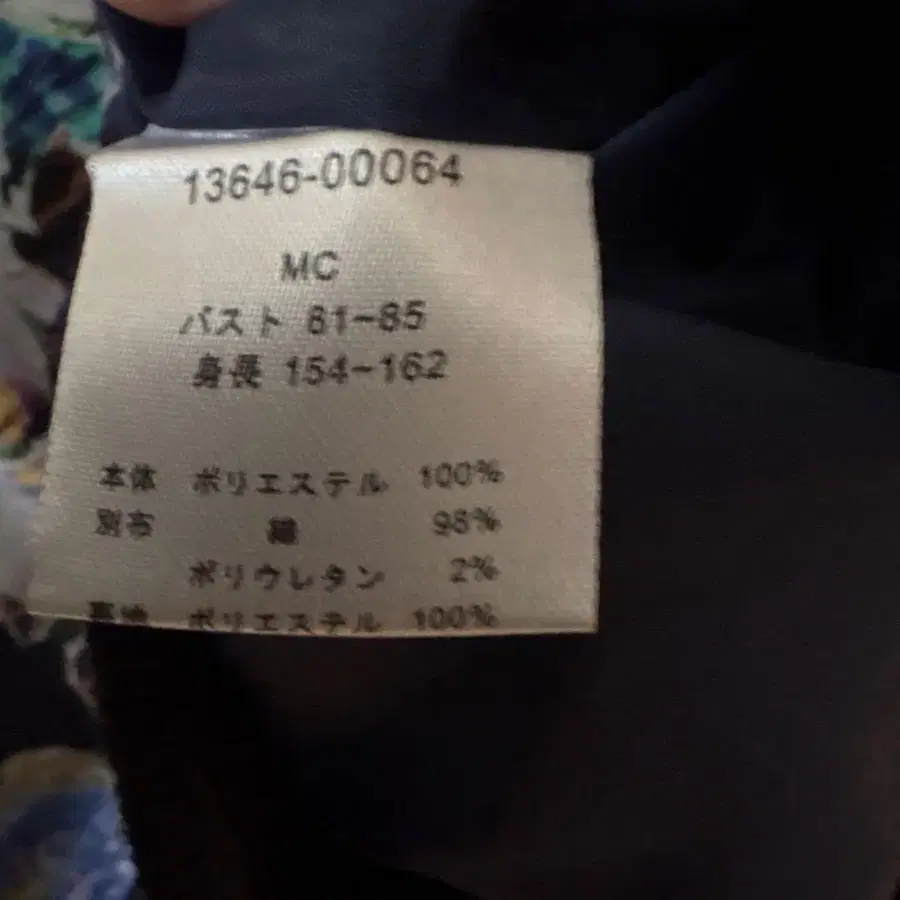 13646-00064
MC
バスト 81-85
身長 154-162
本体 ポリエステル 100%
別布 綿 98%
ポリウレタン 2%
裏地 ポリエステル 100%